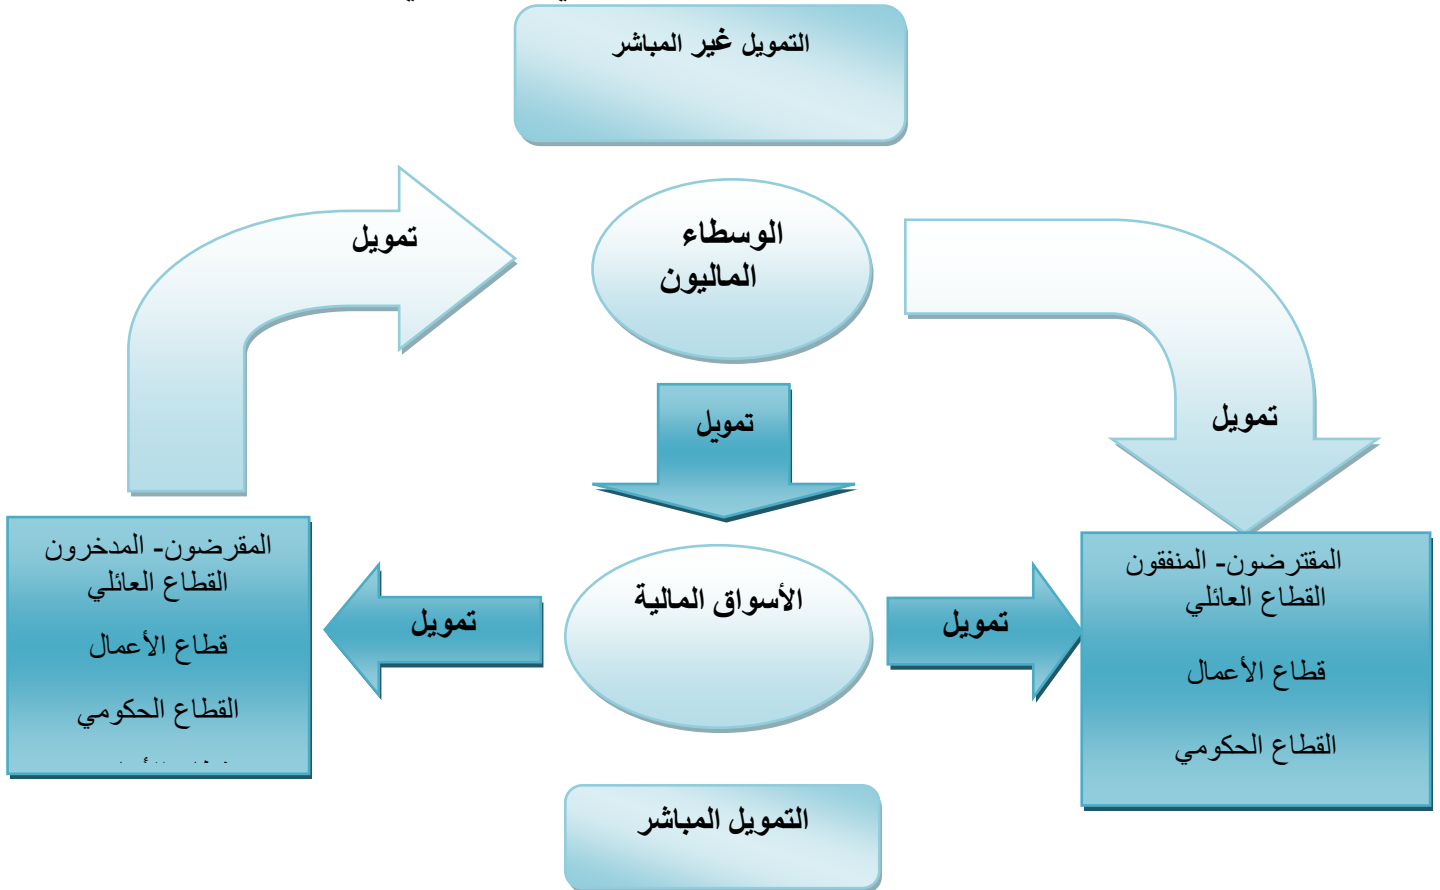 التمويل غير المباشر
الوسطاء
الماليون
تمويل
تمويل
تمويل
المقرضون- المدخرون
القطاع العائلي
قطاع الأعمال
القطاع الحكومي
الأسواق المالية
تمويل
تمويل
المقترضون- المنفقون
القطاع العائلي
قطاع الأعمال
القطاع الحكومي
التمويل المباشر